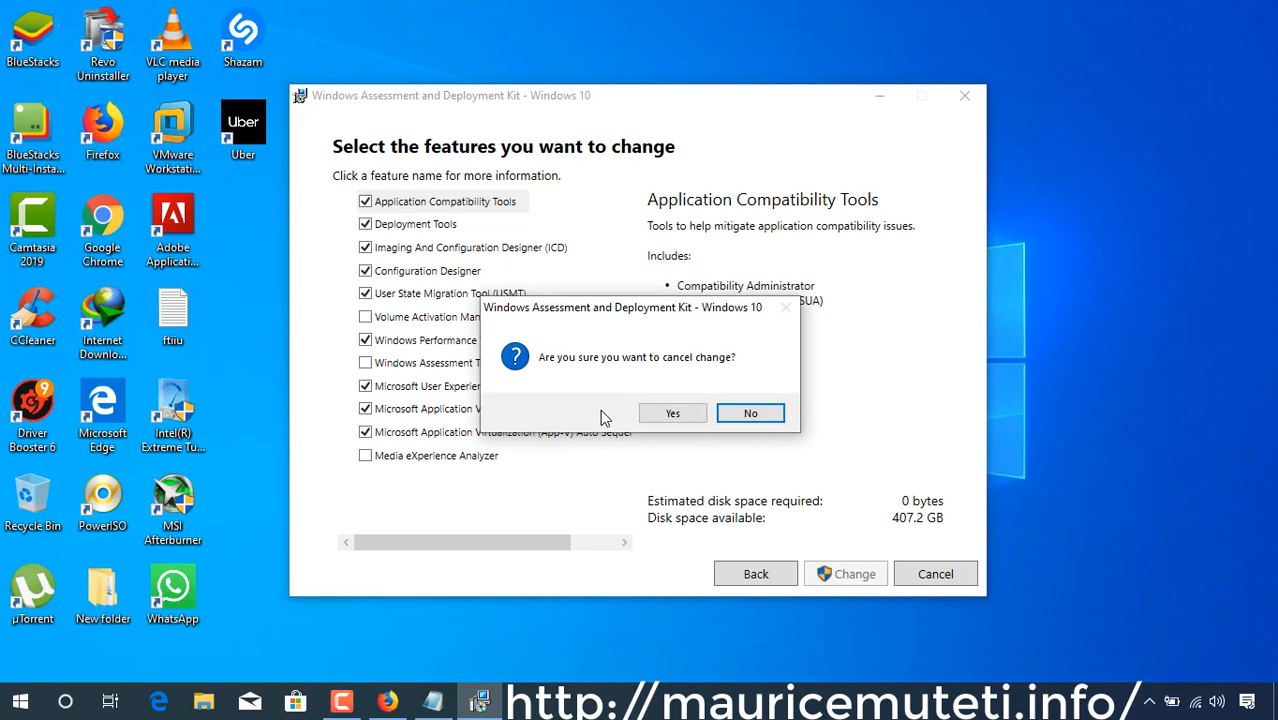 BlueStacks
Revo
Uninstaller
VLC media
player
Shazam
BlueStacks
Multi-Insta...
Firefox
VMware
Workstati...
Uber
Uber
Camtasia
2019
Google
Chrome
Adobe
Applicati...
CCleaner
Internet
Downlo...
ftiiu
9
Driver
Booster 6
Microsoft
Edge
Intel(R)
Extreme Tu...
Recycle Bin
PowerISO
MSI
Afterburner
µTorrent
New folder
WhatsApp
Windows Assessment and Deployment Kit - Windows 10
Select the features you want to change
Click a feature name for more information.
Application Compatibility Tools
Deployment Tools
Imaging And Configuration Designer (ICD)
Configuration Designer
User State Migration Tool (USMT)
Volume Activation Man
Windows Performance
Windows Assessment T
Microsoft User Experien
Microsoft Application V
Microsoft Application Virtualization (App-V) Auto Sequer
Media eXperience Analyzer
Application Compatibility Tools
Tools to help mitigate application compatibility issues.
Includes:
• Compatibility Administrator
SUA)
Windows Assessment and Deployment Kit - Windows 10
? Are you sure you want to cancel change?
Yes
No
Estimated disk space required: 0 bytes
Disk space available: 407.2 GB
Back
Change
Cancel
http://mauricemuteti.info/